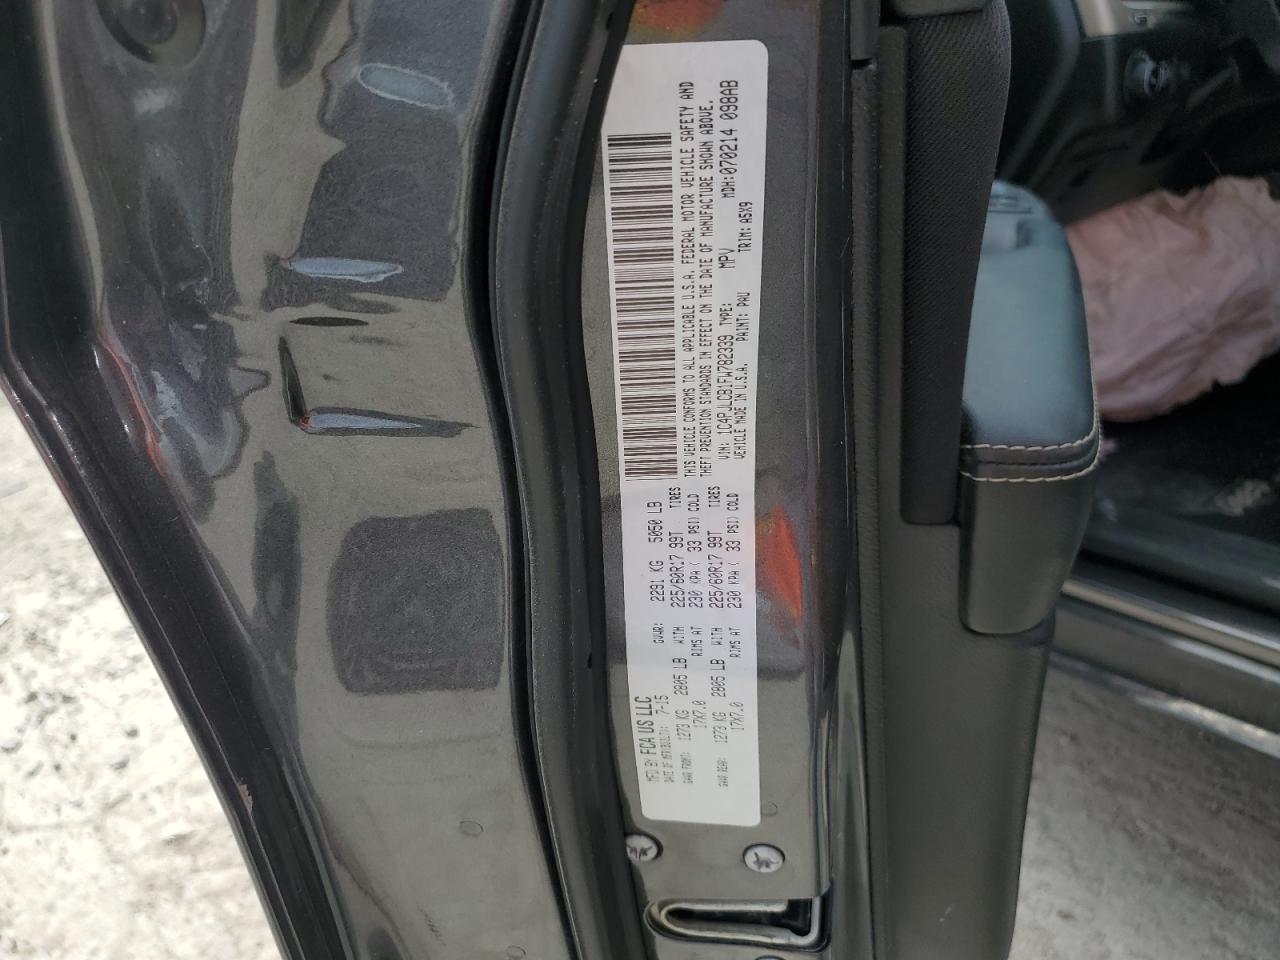 MFD BY FCA US LLC
DATE OF MFR(BUILT): 7-15 GVWR: 2291 KG 5050 LB
GAWR FRONT: 1273 KG 2805 LB WITH 225/60R17 99T TIRES
17X7.0 RIMS AT 230 KPA( 33 PSI) COLD
GAWR REAR: 1273 KG 2805 LB WITH 225/60R17 99T TIRES
17X7.0 RIMS AT 230 KPA( 33 PSI) COLD
THIS VEHICLE CONFORMS TO ALL APPLICABLE U.S.A. FEDERAL MOTOR VEHICLE SAFETY AND
THEFT PREVENTION STANDARDS IN EFFECT ON THE DATE OF MANUFACTURE SHOWN ABOVE.
VIN: 1C4PJLCB1FW782339 TYPE: MPV MDH:070214 098AB
VEHICLE MADE IN U.S.A. PAINT: PAU TRIM: A5X9